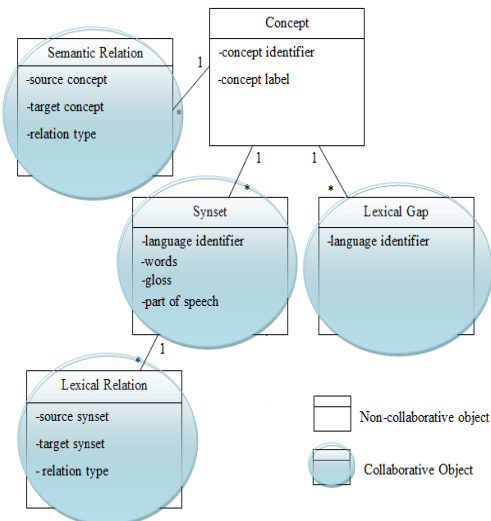 Concept
-concept identifier
-concept label
Semantic Relation
-source concept
-target concept
-relation type
1
*
1
1
*
*
Synset
-language identifier
-words
-gloss
-part of speech
Lexical Gap
-language identifier
1
*
Lexical Relation
-source synset
-target synset
- relation type
Non-collaborative object
Collaborative Object